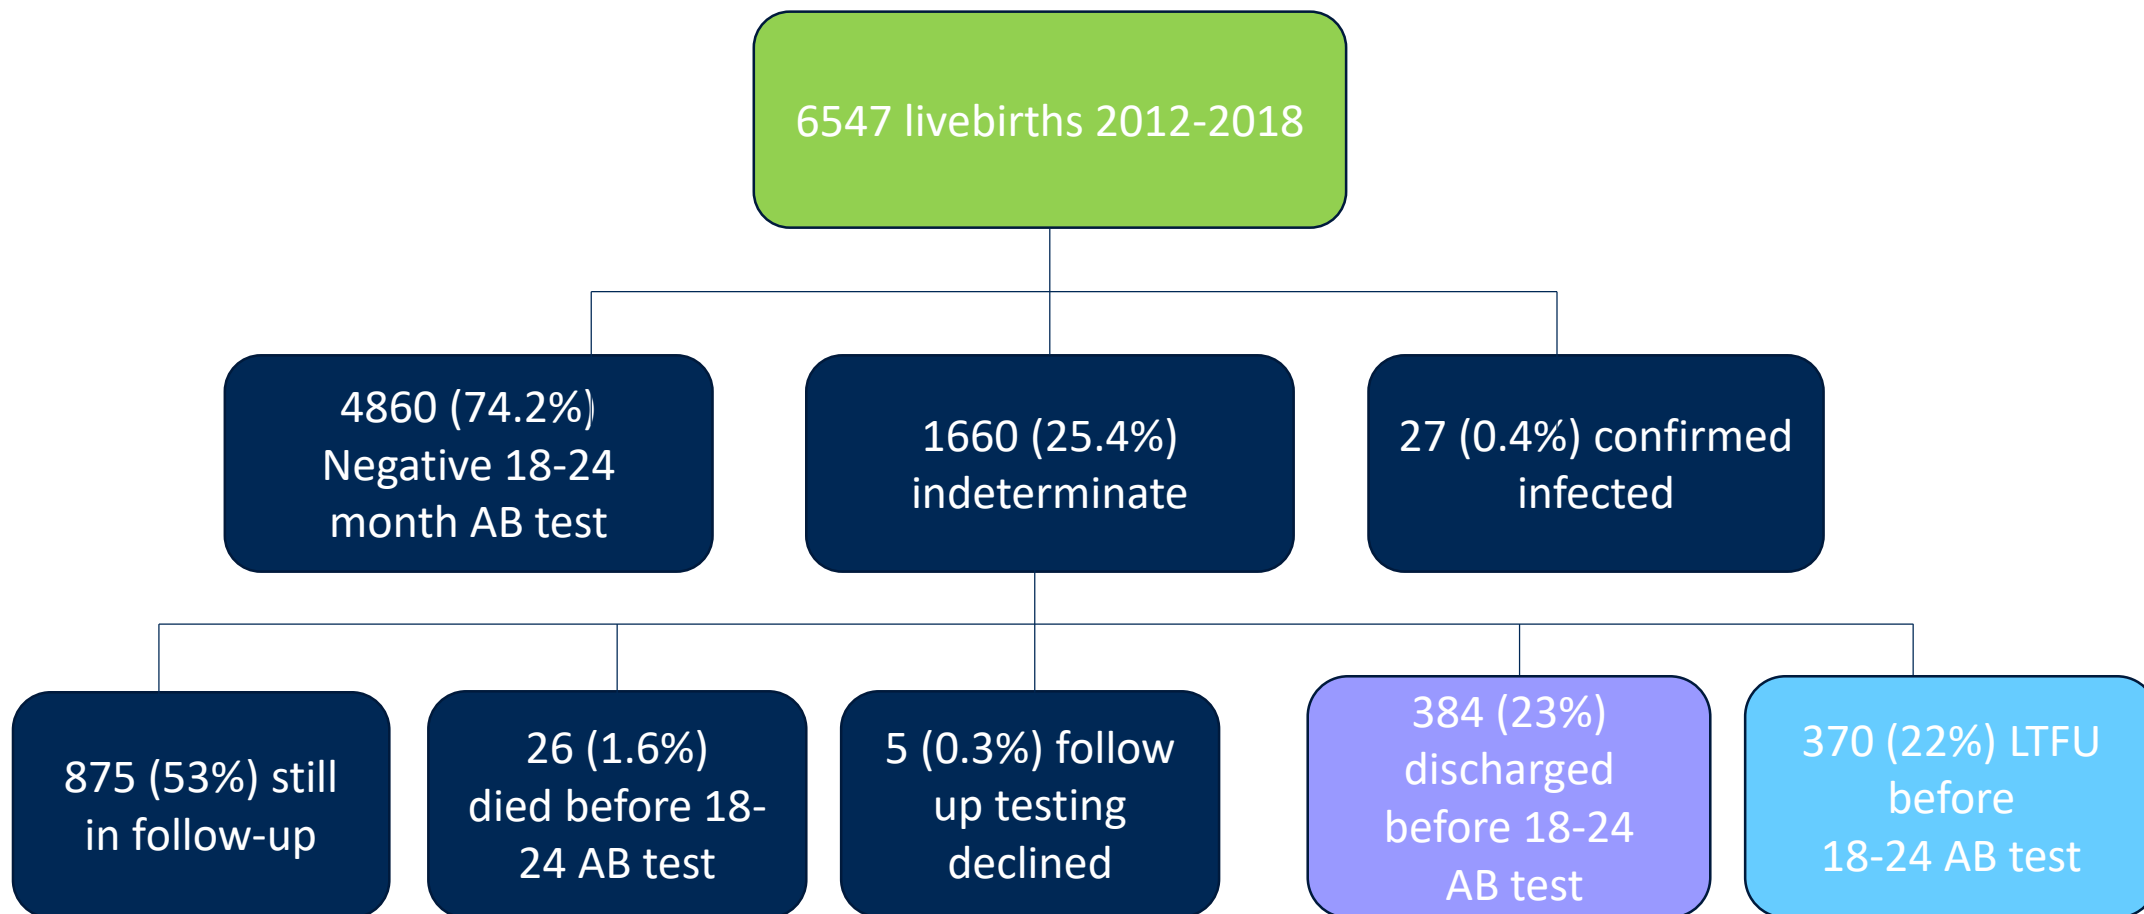 6547 livebirths 2012-2018
4860 (74.2%)
Negative 18-24
month AB test
1660 (25.4%)
indeterminate
27 (0.4%) confirmed
infected
875 (53%) still
in follow-up
26 (1.6%)
died before 18-
24 AB test
5 (0.3%) follow
up testing
declined
384 (23%)
discharged
before 18-24
AB test
370 (22%) LTFU
before
18-24 AB test